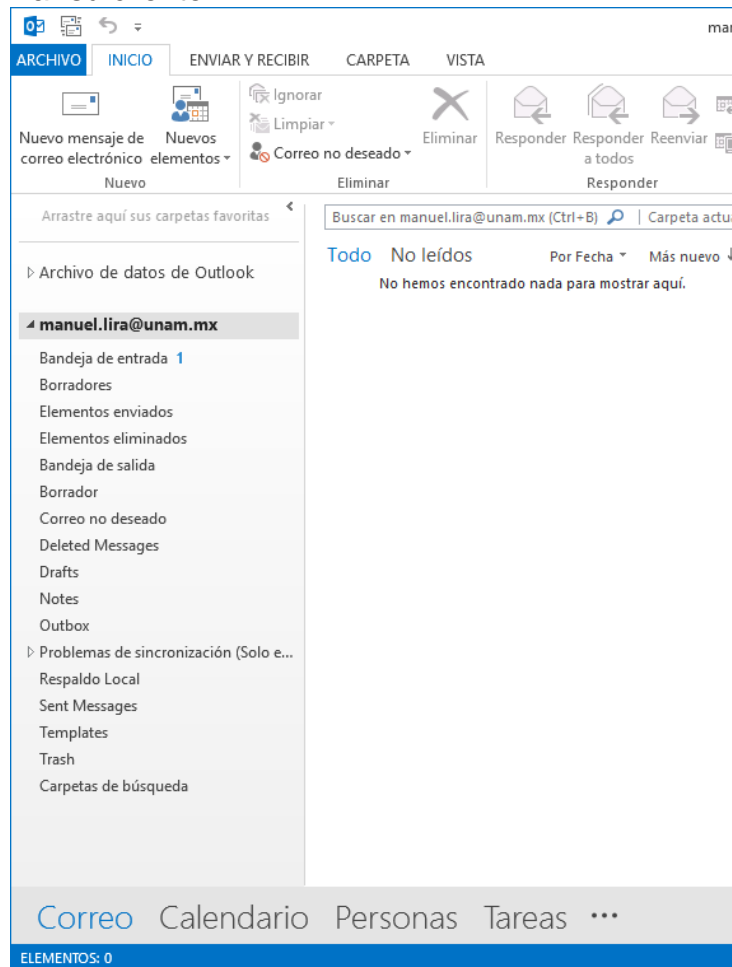 mar
ARCHIVO INICIO ENVIAR Y RECIBIR CARPETA VISTA
Ignorar
Limpiar
Correo no deseado
Nuevo mensaje de correo electrónico
Nuevos elementos
Eliminar
Responder
Responder a todos
Reenviar
Nuevo Eliminar Responder
Arrastre aquí sus carpetas favoritas
Buscar en manuel.lira@unam.mx (Ctrl+B) Carpeta actua
Todo No leídos Por Fecha Más nuevo
No hemos encontrado nada para mostrar aquí.
Archivo de datos de Outlook
manuel.lira@unam.mx
Bandeja de entrada 1
Borradores
Elementos enviados
Elementos eliminados
Bandeja de salida
Borrador
Correo no deseado
Deleted Messages
Drafts
Notes
Outbox
Problemas de sincronización (Solo e...
Respaldo Local
Sent Messages
Templates
Trash
Carpetas de búsqueda
Correo Calendario Personas Tareas ...
ELEMENTOS: 0